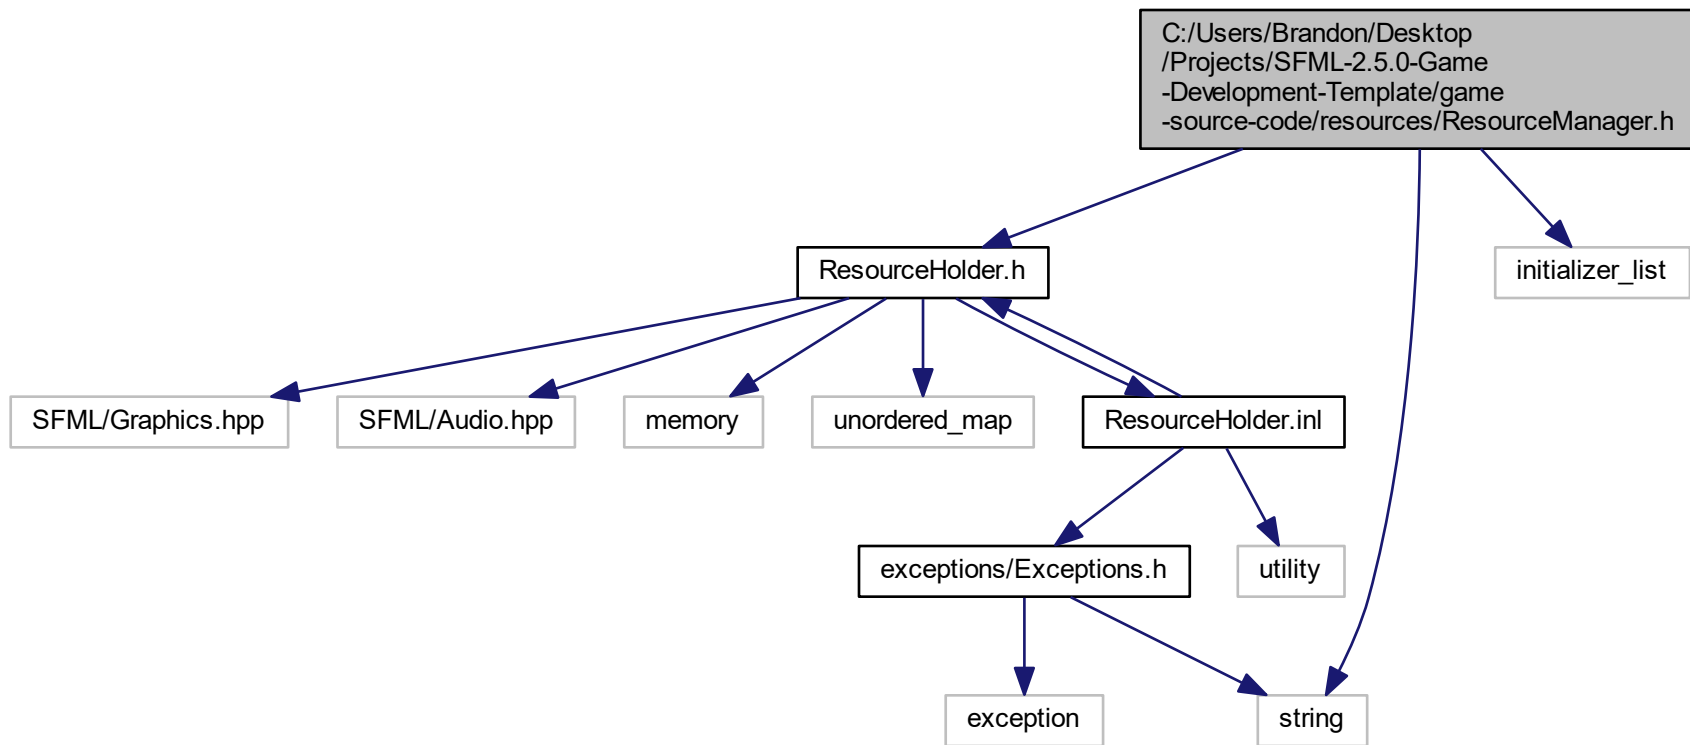 C:/Users/Brandon/Desktop
/Projects/SFML-2.5.0-Game
-Development-Template/game
-source-code/resources/ResourceManager.h
ResourceHolder.h
initializer_list
SFML/Graphics.hpp
SFML/Audio.hpp
memory
unordered_map
ResourceHolder.inl
exceptions/Exceptions.h
utility
exception
string